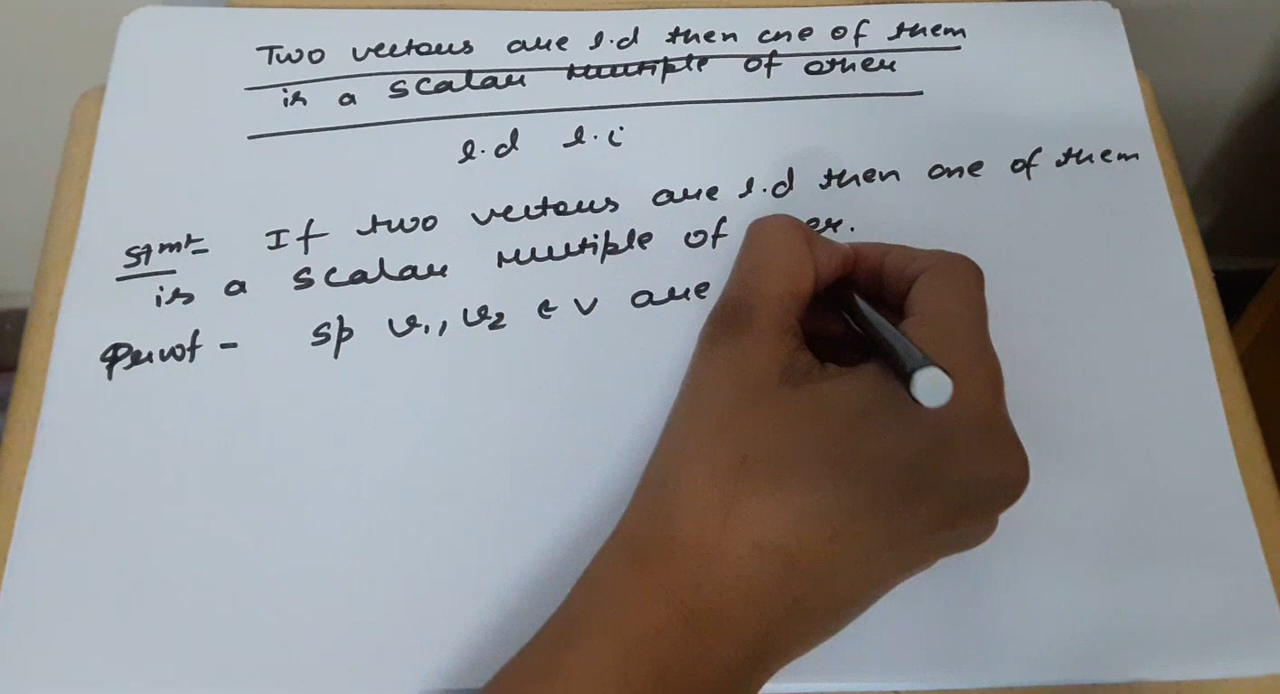 Two vectors are l.d then one of them
is a scalar multiple of other
l.d l.i
Stmt- If two vectors are l.d then one of them
is a scalar multiple of
Proof - Sp v₁, v₂ ∈ V are